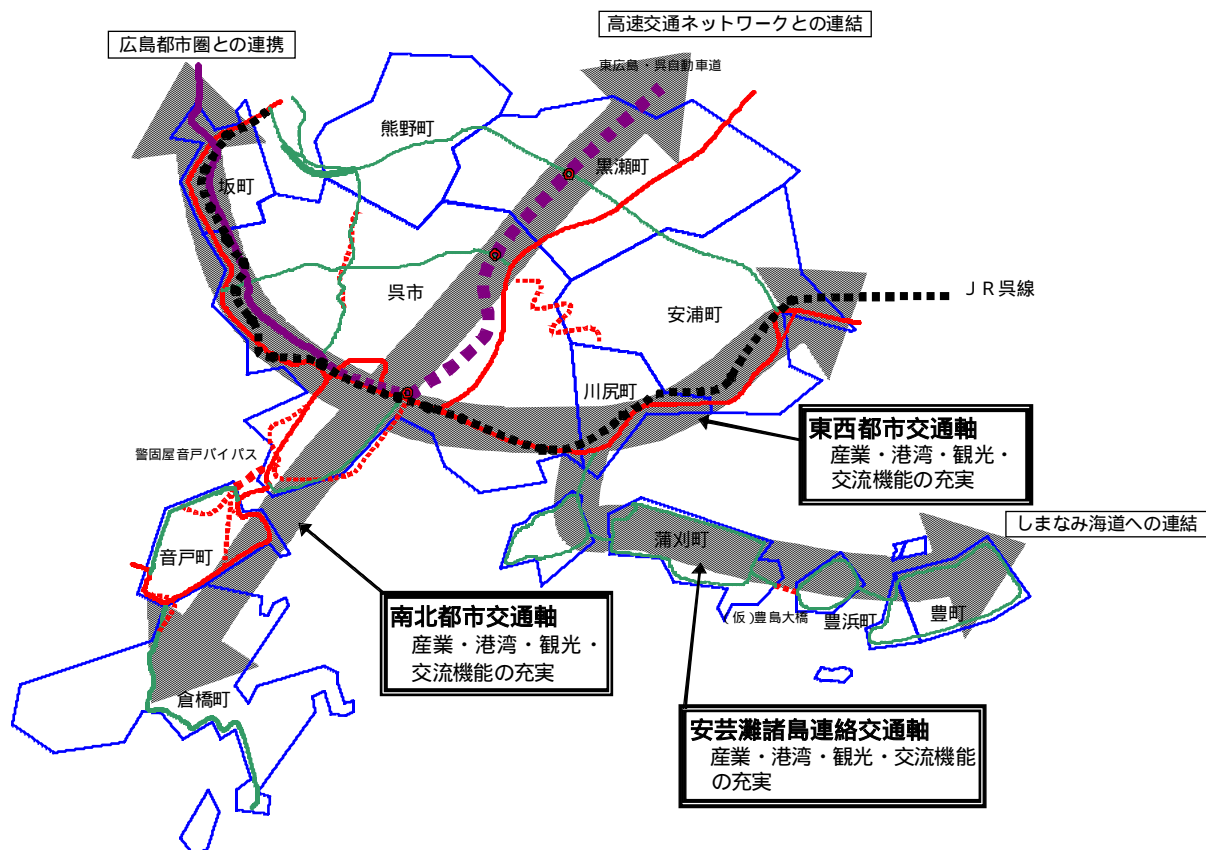 高速交通ネットワークとの連結
広島都市圏との連携
東広島・呉自動車道
熊野町
黒瀬町
坂町
呉市
ＪＲ呉線
安浦町
川尻町
東西都市交通軸
産業・港湾・観光・
交流機能の充実
警固屋音戸バイパス
しまなみ海道への連結
音戸町
蒲刈町
(仮)豊島大橋
豊浜町
豊町
南北都市交通軸
産業・港湾・観光・
交流機能の充実
倉橋町
安芸灘諸島連絡交通軸
産業・港湾・観光・交流機能
の充実